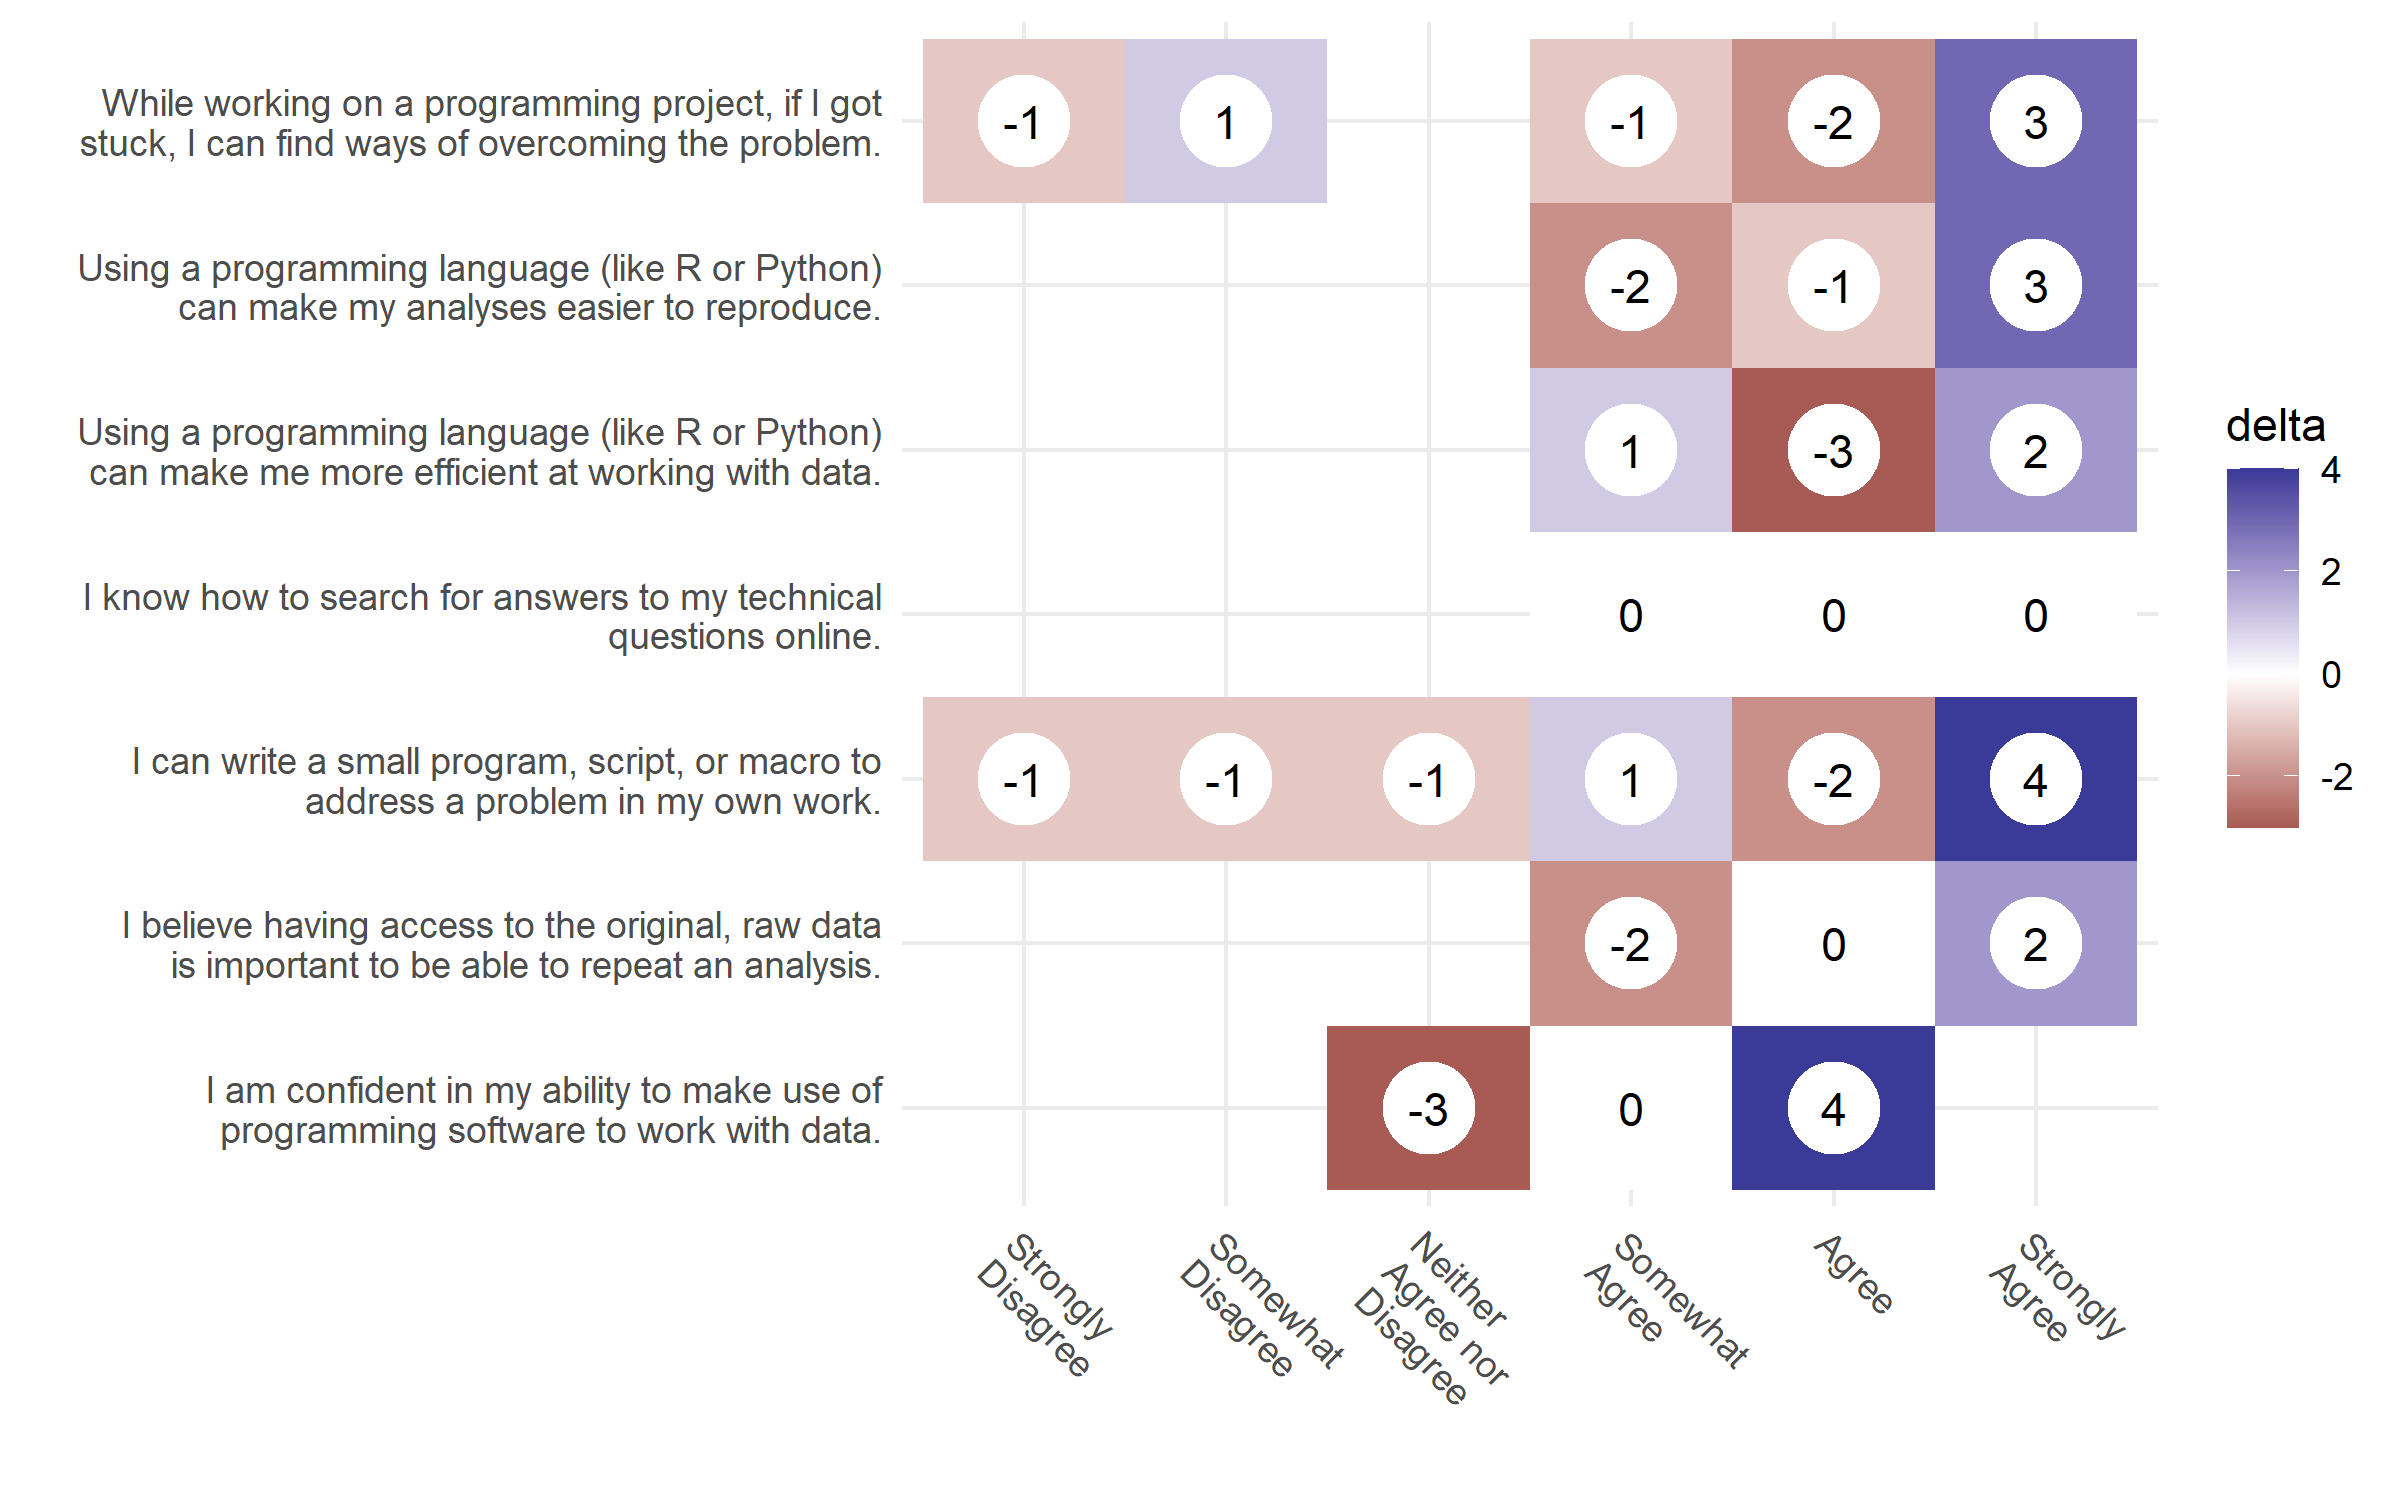 While working on a programming project, if I got
stuck, I can find ways of overcoming the problem.
-1 1 -1 -2 3
Using a programming language (like R or Python)
can make my analyses easier to reproduce.
-2 -1 3
Using a programming language (like R or Python)
can make me more efficient at working with data.
1 -3 2
I know how to search for answers to my technical
questions online.
0 0 0
I can write a small program, script, or macro to
address a problem in my own work.
-1 -1 -1 1 -2 4
I believe having access to the original, raw data
is important to be able to repeat an analysis.
-2 0 2
I am confident in my ability to make use of
programming software to work with data.
-3 0 4
Strongly
Disagree
Somewhat
Disagree
Neither
Agree nor
Disagree
Somewhat
Agree
Agree
Strongly
Agree
delta
4
2
0
-2